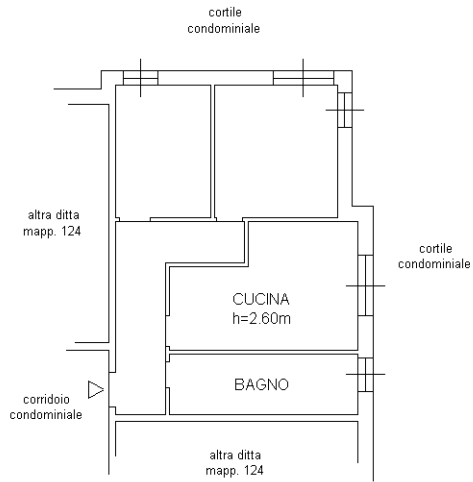 cortile
condominiale
altra ditta
mapp. 124
cortile
condominiale
CUCINA
h=2.60m
BAGNO
corridoio
condominiale
altra ditta
mapp. 124